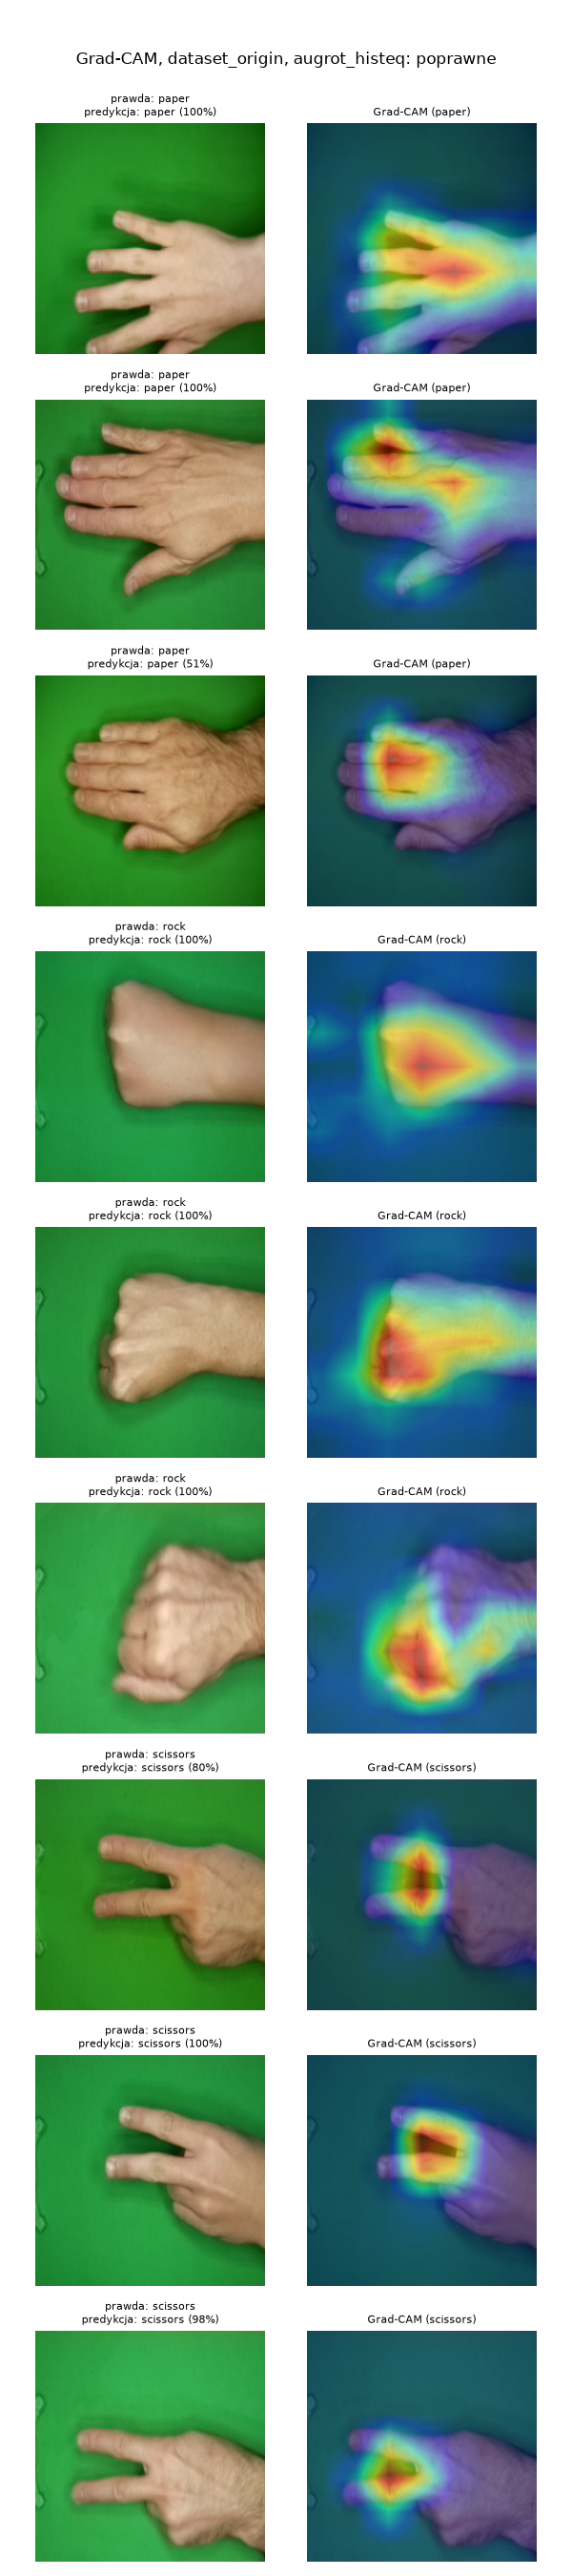 Grad-CAM, dataset_origin, augrot_histeq: poprawne
prawda: paper
predykcja: paper (100%)
Grad-CAM (paper)
prawda: paper
predykcja: paper (100%)
Grad-CAM (paper)
prawda: paper
predykcja: paper (51%)
Grad-CAM (paper)
prawda: rock
predykcja: rock (100%)
Grad-CAM (rock)
prawda: rock
predykcja: rock (100%)
Grad-CAM (rock)
prawda: rock
predykcja: rock (100%)
Grad-CAM (rock)
prawda: scissors
predykcja: scissors (80%)
Grad-CAM (scissors)
prawda: scissors
predykcja: scissors (100%)
Grad-CAM (scissors)
prawda: scissors
predykcja: scissors (98%)
Grad-CAM (scissors)